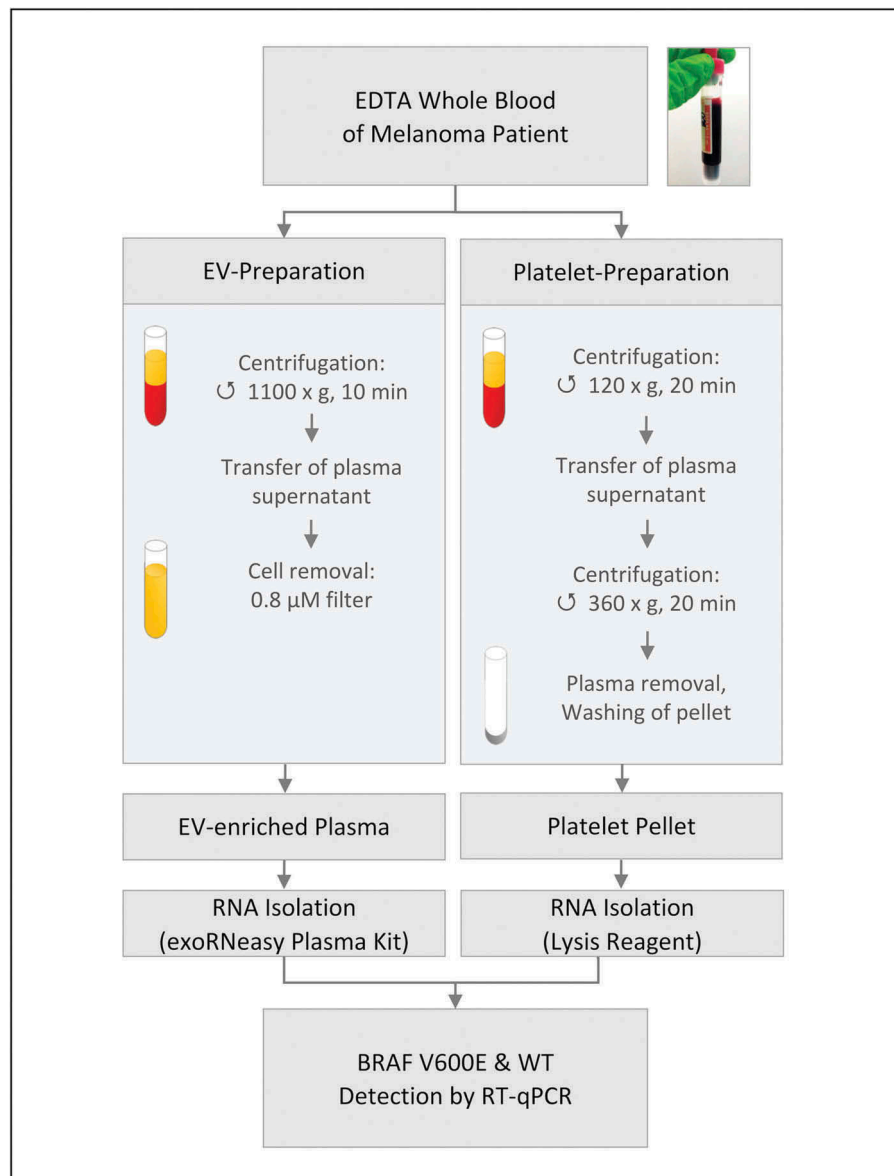 EDTA Whole Blood
of Melanoma Patient
EV-Preparation
Centrifugation:
↺ 1100 x g, 10 min
Transfer of plasma
supernatant
Cell removal:
0.8 µM filter
Platelet-Preparation
Centrifugation:
↺ 120 x g, 20 min
Transfer of plasma
supernatant
Centrifugation:
↺ 360 x g, 20 min
Plasma removal,
Washing of pellet
EV-enriched Plasma
Platelet Pellet
RNA Isolation
(exoRNeasy Plasma Kit)
RNA Isolation
(Lysis Reagent)
BRAF V600E & WT
Detection by RT-qPCR